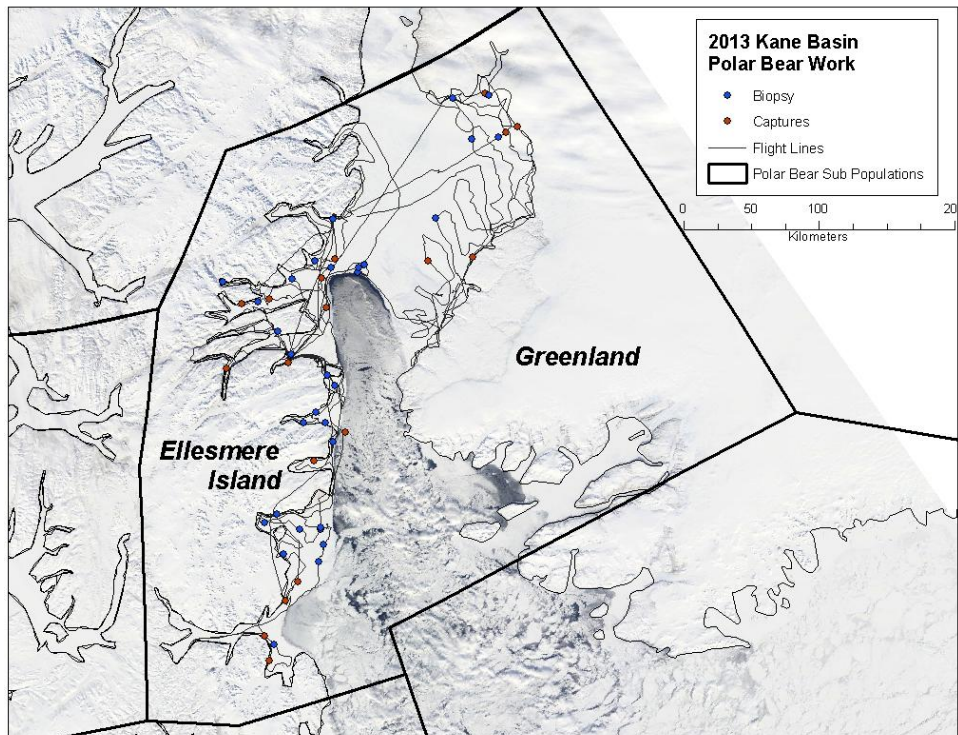 2013 Kane Basin
Polar Bear Work
Biopsy
Captures
Flight Lines
Polar Bear Sub Populations
0 50 100 200
Kilometers
Greenland
Ellesmere
Island